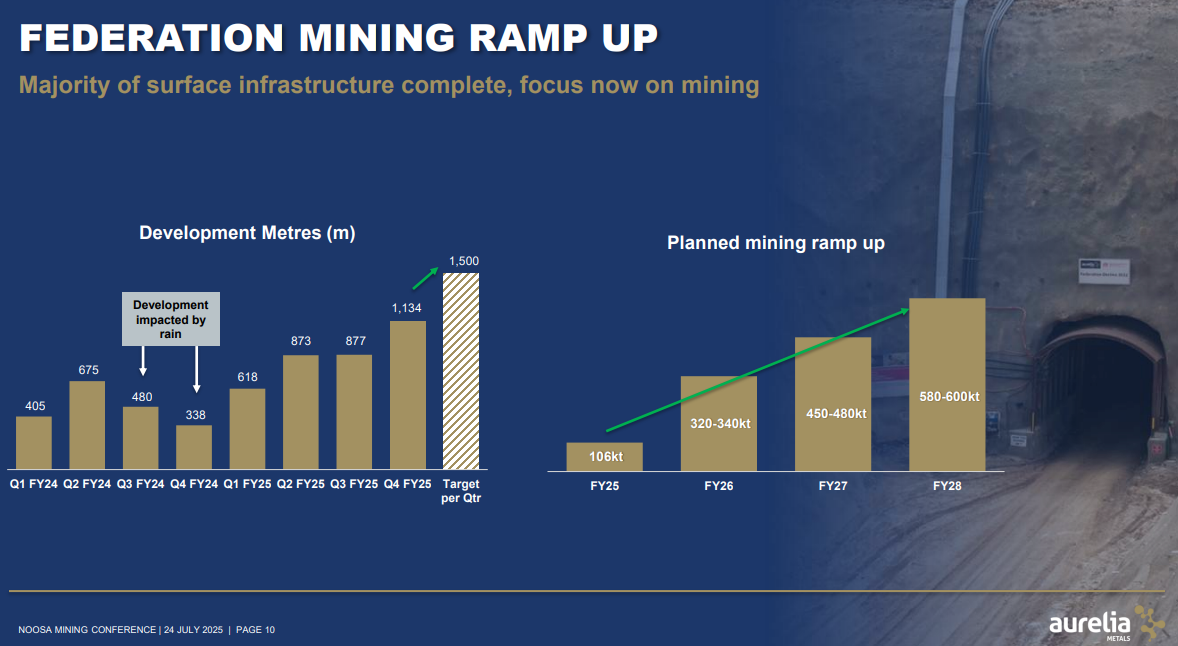 FEDERATION MINING RAMP UP
Majority of surface infrastructure complete, focus now on mining
Development Metres (m)
1,500
1,134
873
877
675
618
480
405
338
Development
impacted by
rain
Q1 FY24 Q2 FY24 Q3 FY24 Q4 FY24 Q1 FY25 Q2 FY25 Q3 FY25 Q4 FY25 Target
per Qtr
Planned mining ramp up
106kt
320-340kt
450-480kt
580-600kt
FY25 FY26 FY27 FY28
NOOSA MINING CONFERENCE | 24 JULY 2025 | PAGE 10
aurelia
METALS